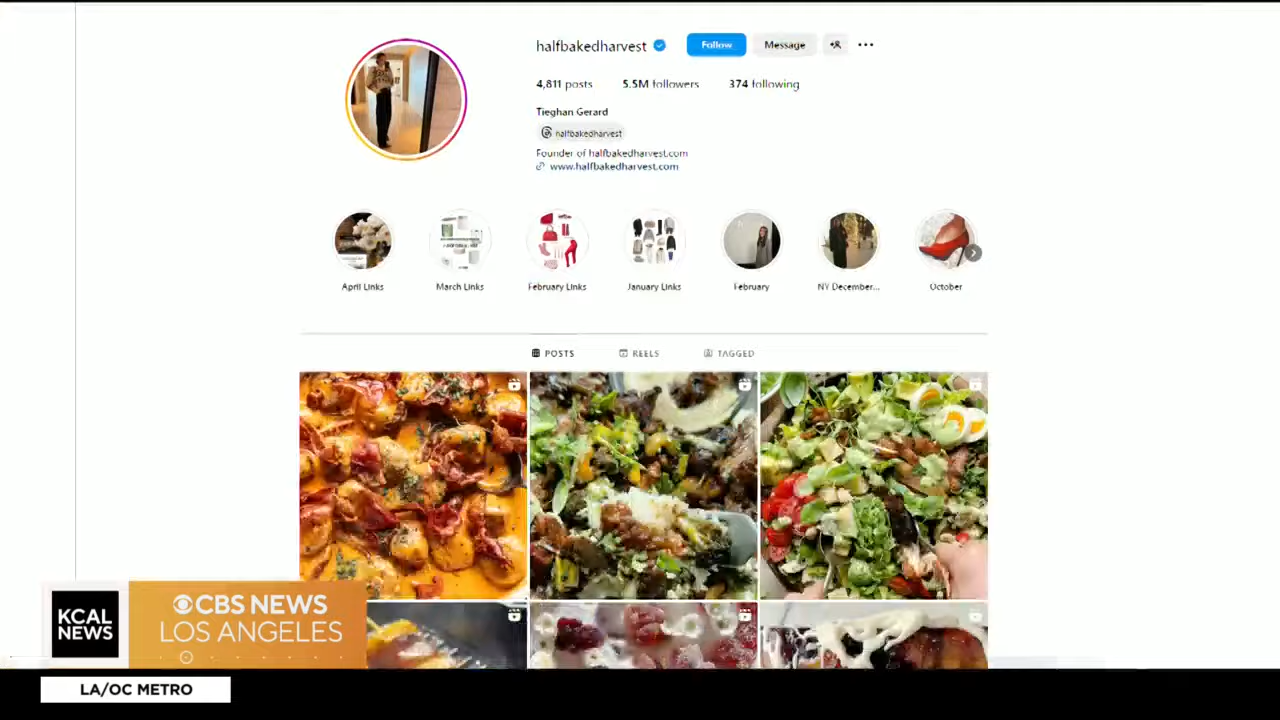 halfbakedharvest
Follow
Message
4,811 posts 5.5M followers 374 following
Tieghan Gerard
halfbakedharvest
Founder of halfbakedharvest.com
www.halfbakedharvest.com
April Links March Links February Links January Links February NY December... October
POSTS REELS TAGGED
KCAL
NEWS
CBS NEWS
LOS ANGELES
LA/OC METRO